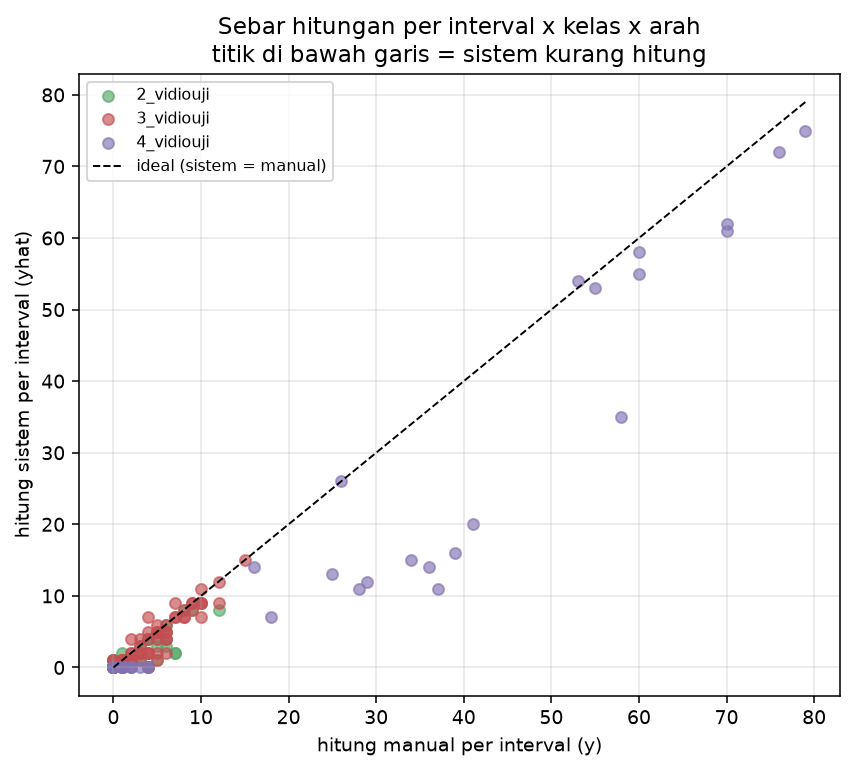 Sebar hitungan per interval x kelas x arah
titik di bawah garis = sistem kurang hitung
2_vidiouji
3_vidiouji
4_vidiouji
ideal (sistem = manual)
hitung sistem per interval (yhat)
80
70
60
50
40
30
20
10
0
0 10 20 30 40 50 60 70 80
hitung manual per interval (y)